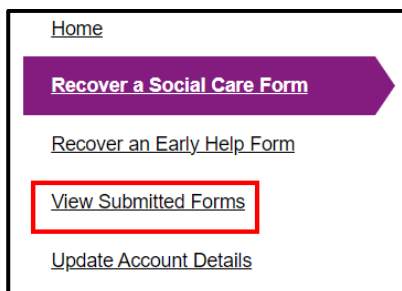 Home
Recover a Social Care Form
Recover an Early Help Form
View Submitted Forms
Update Account Details